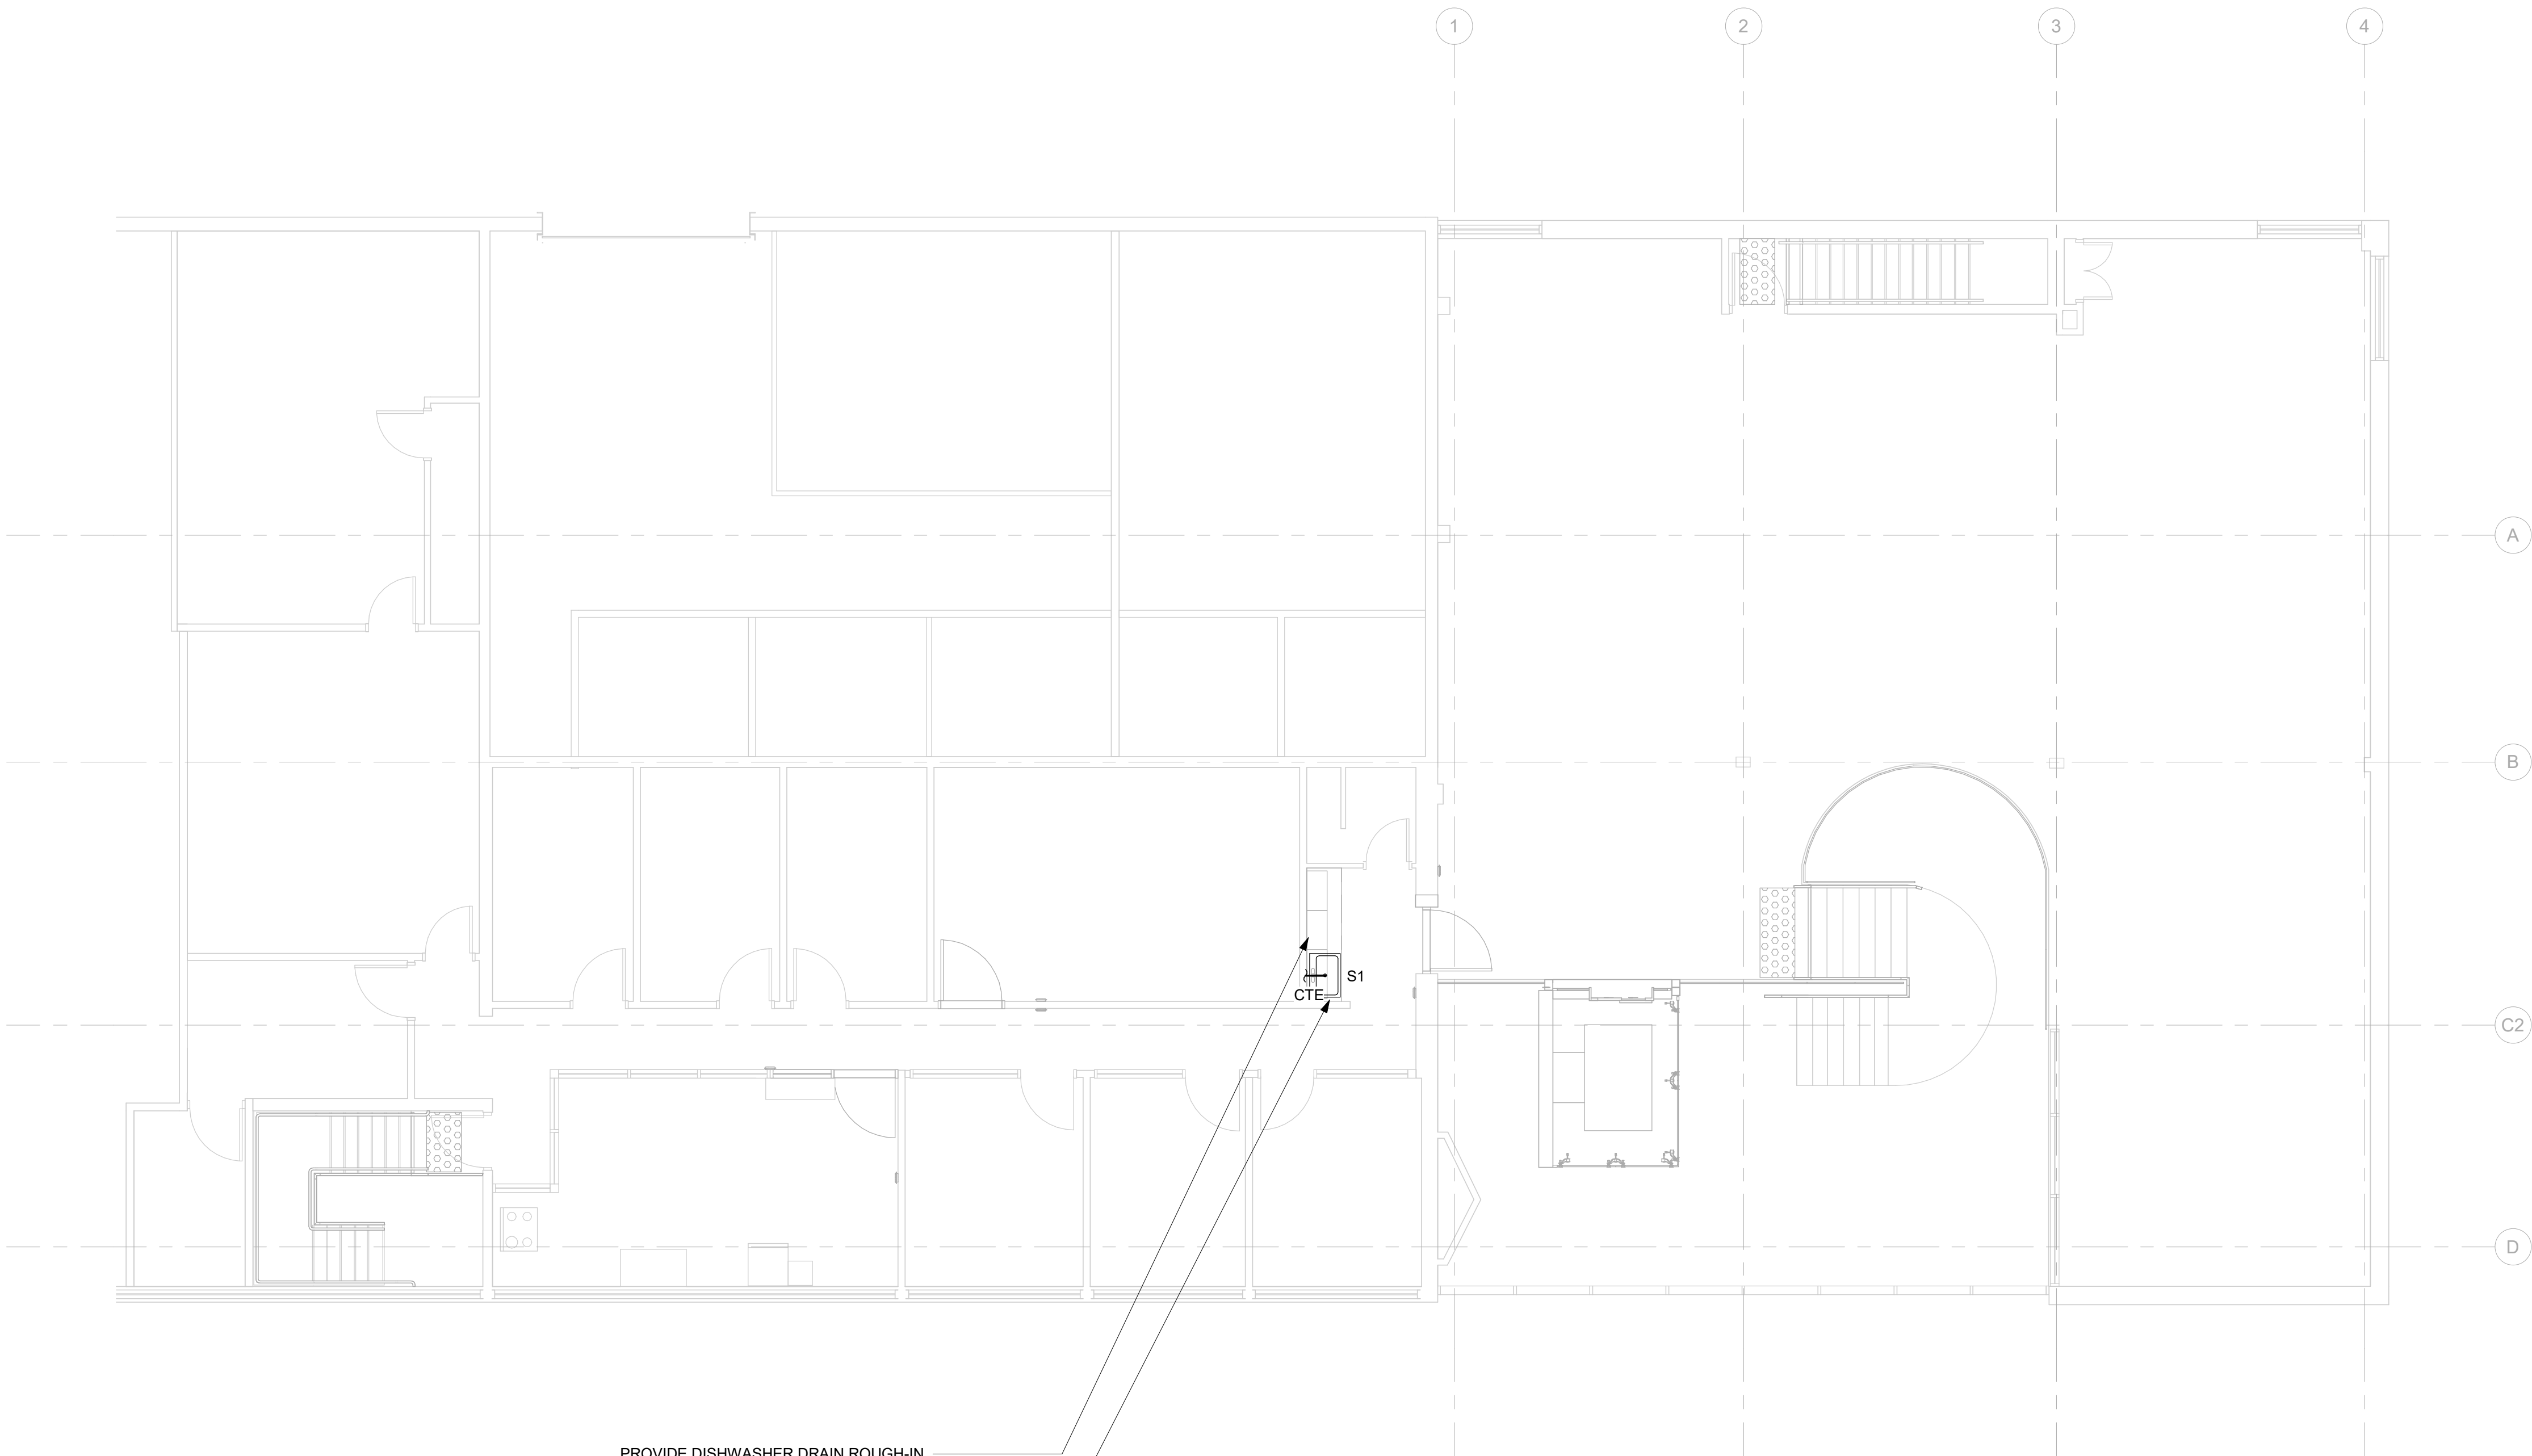 1
2
3
4
A
B
S1
CTE
C2
D
PROVIDE DISHWASHER DRAIN ROUGH-IN